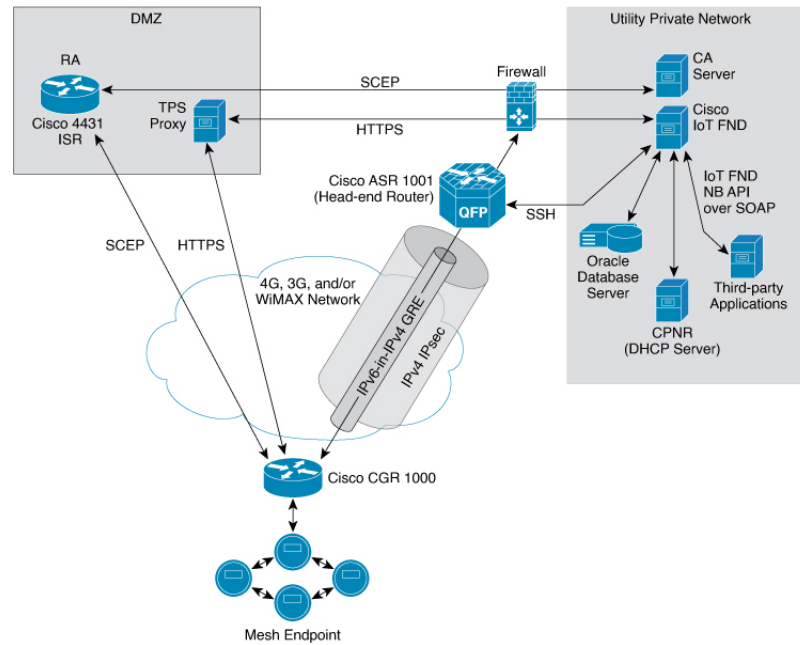 DMZ
Utility Private Network
RA
Cisco 4431
ISR
TPS
Proxy
SCEP
HTTPS
Firewall
CA
Server
Cisco
IoT FND
Cisco ASR 1001
(Head-end Router)
QFP
SSH
IoT FND
NB API
over SOAP
Oracle
Database
Server
CPNR
(DHCP Server)
Third-party
Applications
SCEP
HTTPS
4G, 3G, and/or
WiMAX Network
IPv6-in-IPv4 GRE
IPv4 IPsec
Cisco CGR 1000
Mesh Endpoint